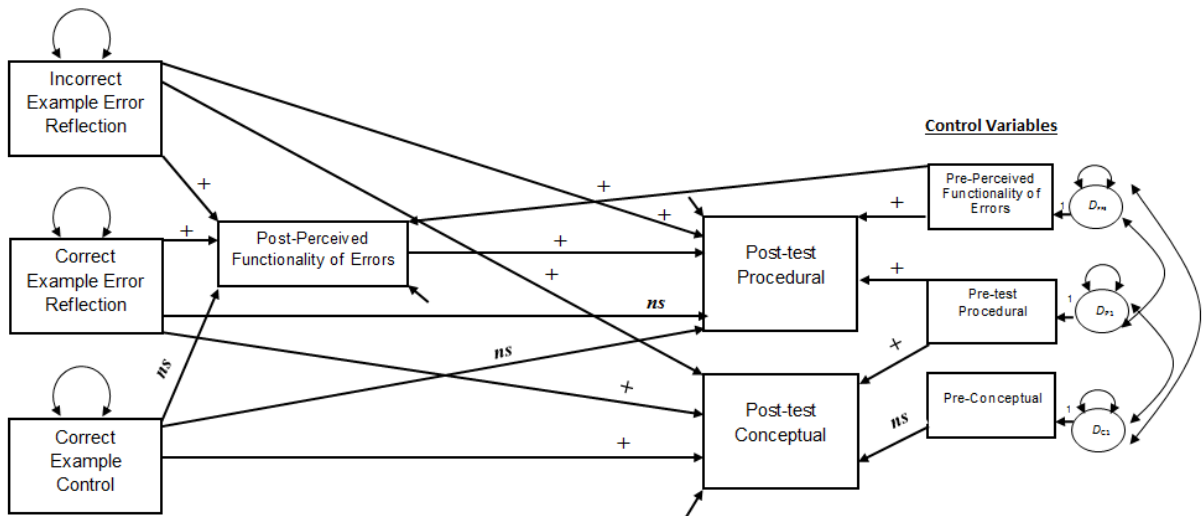 Incorrect
Example Error
Reflection
Correct
Example Error
Reflection
Correct
Example
Control
+
+
ns
Post-Perceived
Functionality of Errors
+
+
+
+
ns
ns
+
+
Post-test
Procedural
Post-test
Conceptual
Control Variables
+
+
+
ns
Pre-Perceived
Functionality of
Errors
Pre-test
Procedural
Pre-Conceptual
1
1
1
D
D P1
D C1